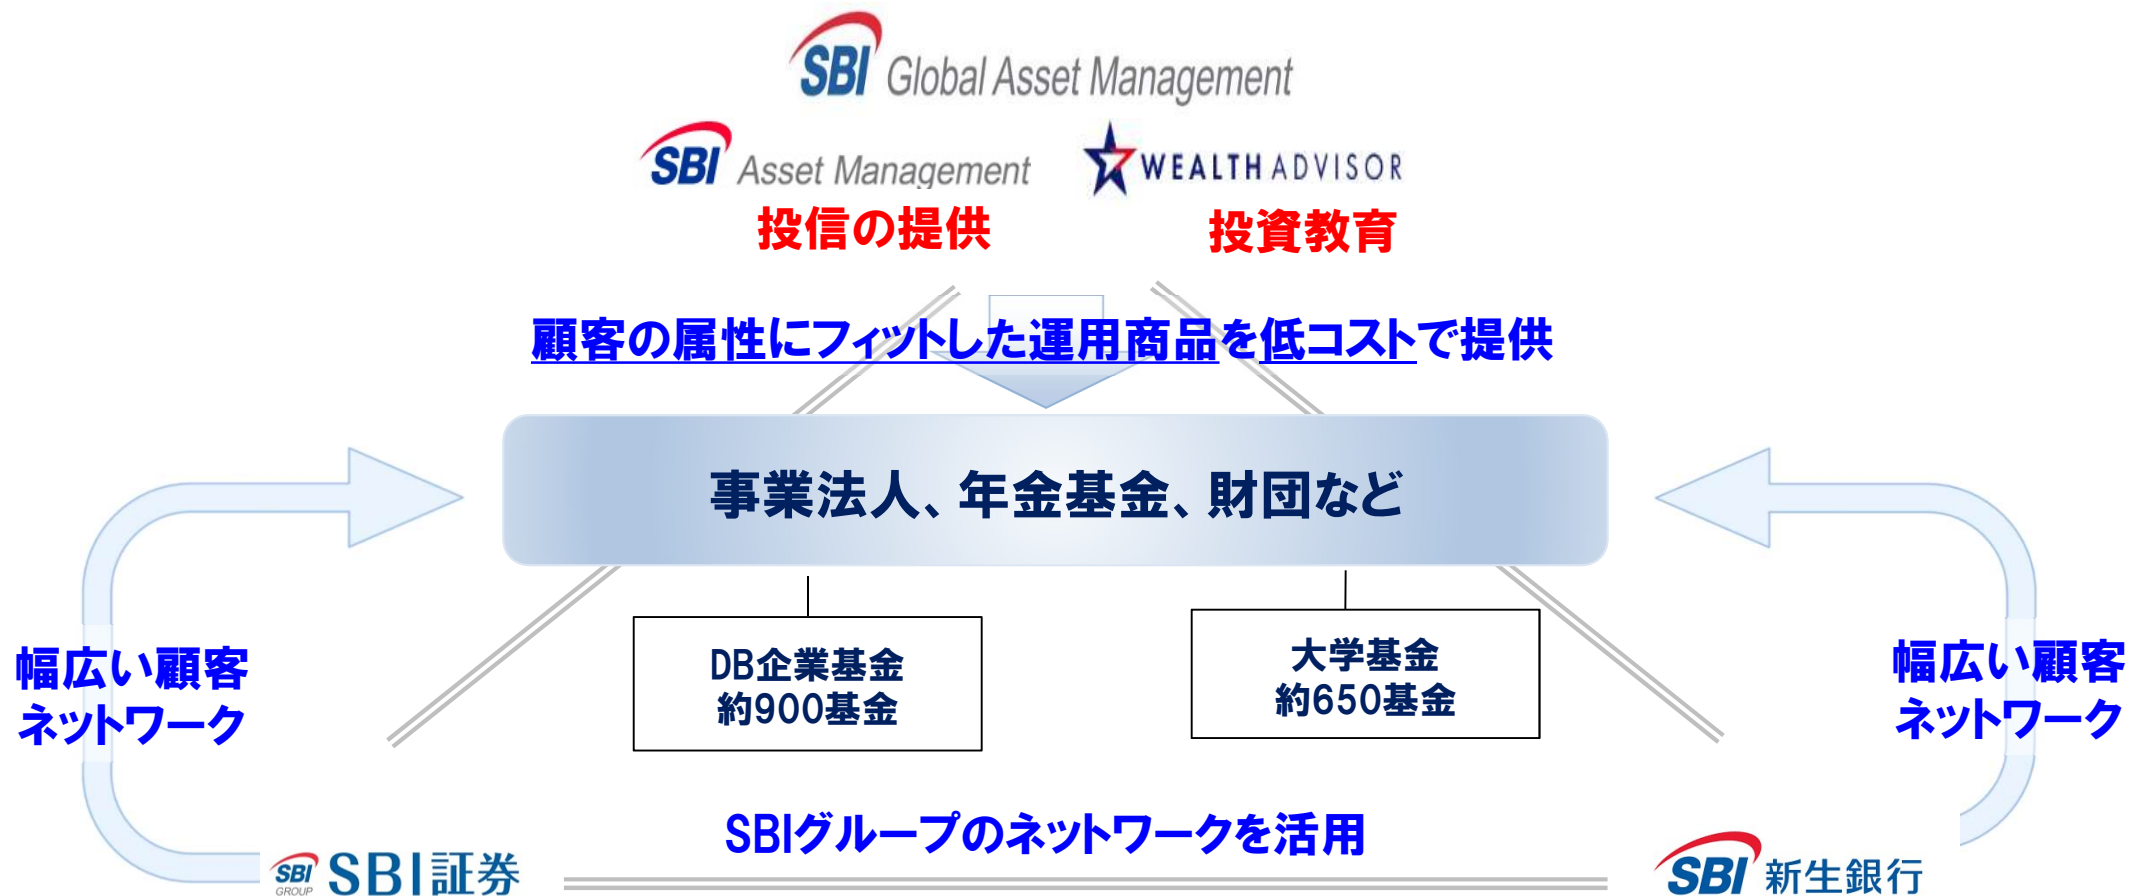 SBI Global Asset Management
SBI Asset Management
WEALTH ADVISOR
投信の提供
投資教育
顧客の属性にフィットした運用商品を低コストで提供
事業法人、年金基金、財団など
DB企業基金
約900基金
大学基金
約650基金
幅広い顧客
ネットワーク
幅広い顧客
ネットワーク
SBIグループのネットワークを活用
SBI GROUP SBI証券
SBI 新生銀行